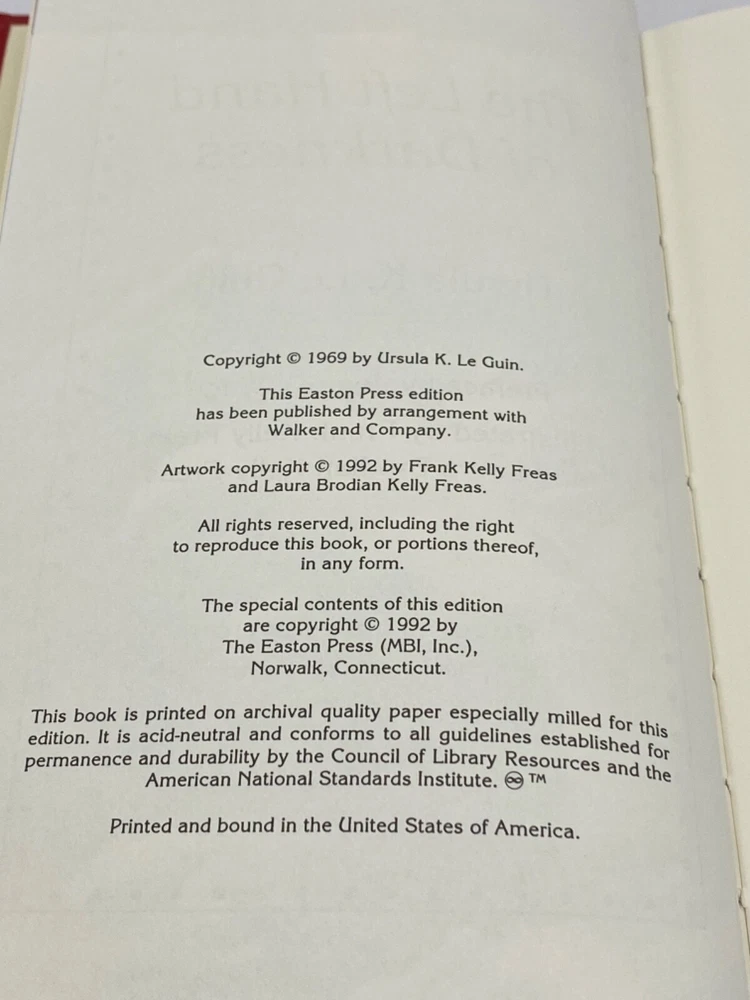 Copyright © 1969 by Ursula K. Le Guin.
This Easton Press edition
has been published by arrangement with
Walker and Company.
Artwork copyright © 1992 by Frank Kelly Freas
and Laura Brodian Kelly Freas.
All rights reserved, including the right
to reproduce this book, or portions thereof,
in any form.
The special contents of this edition
are copyright © 1992 by
The Easton Press (MBI, Inc.),
Norwalk, Connecticut.
This book is printed on archival quality paper especially milled for this
edition. It is acid-neutral and conforms to all guidelines established for
permanence and durability by the Council of Library Resources and the
American National Standards Institute. ♾ ™
Printed and bound in the United States of America.